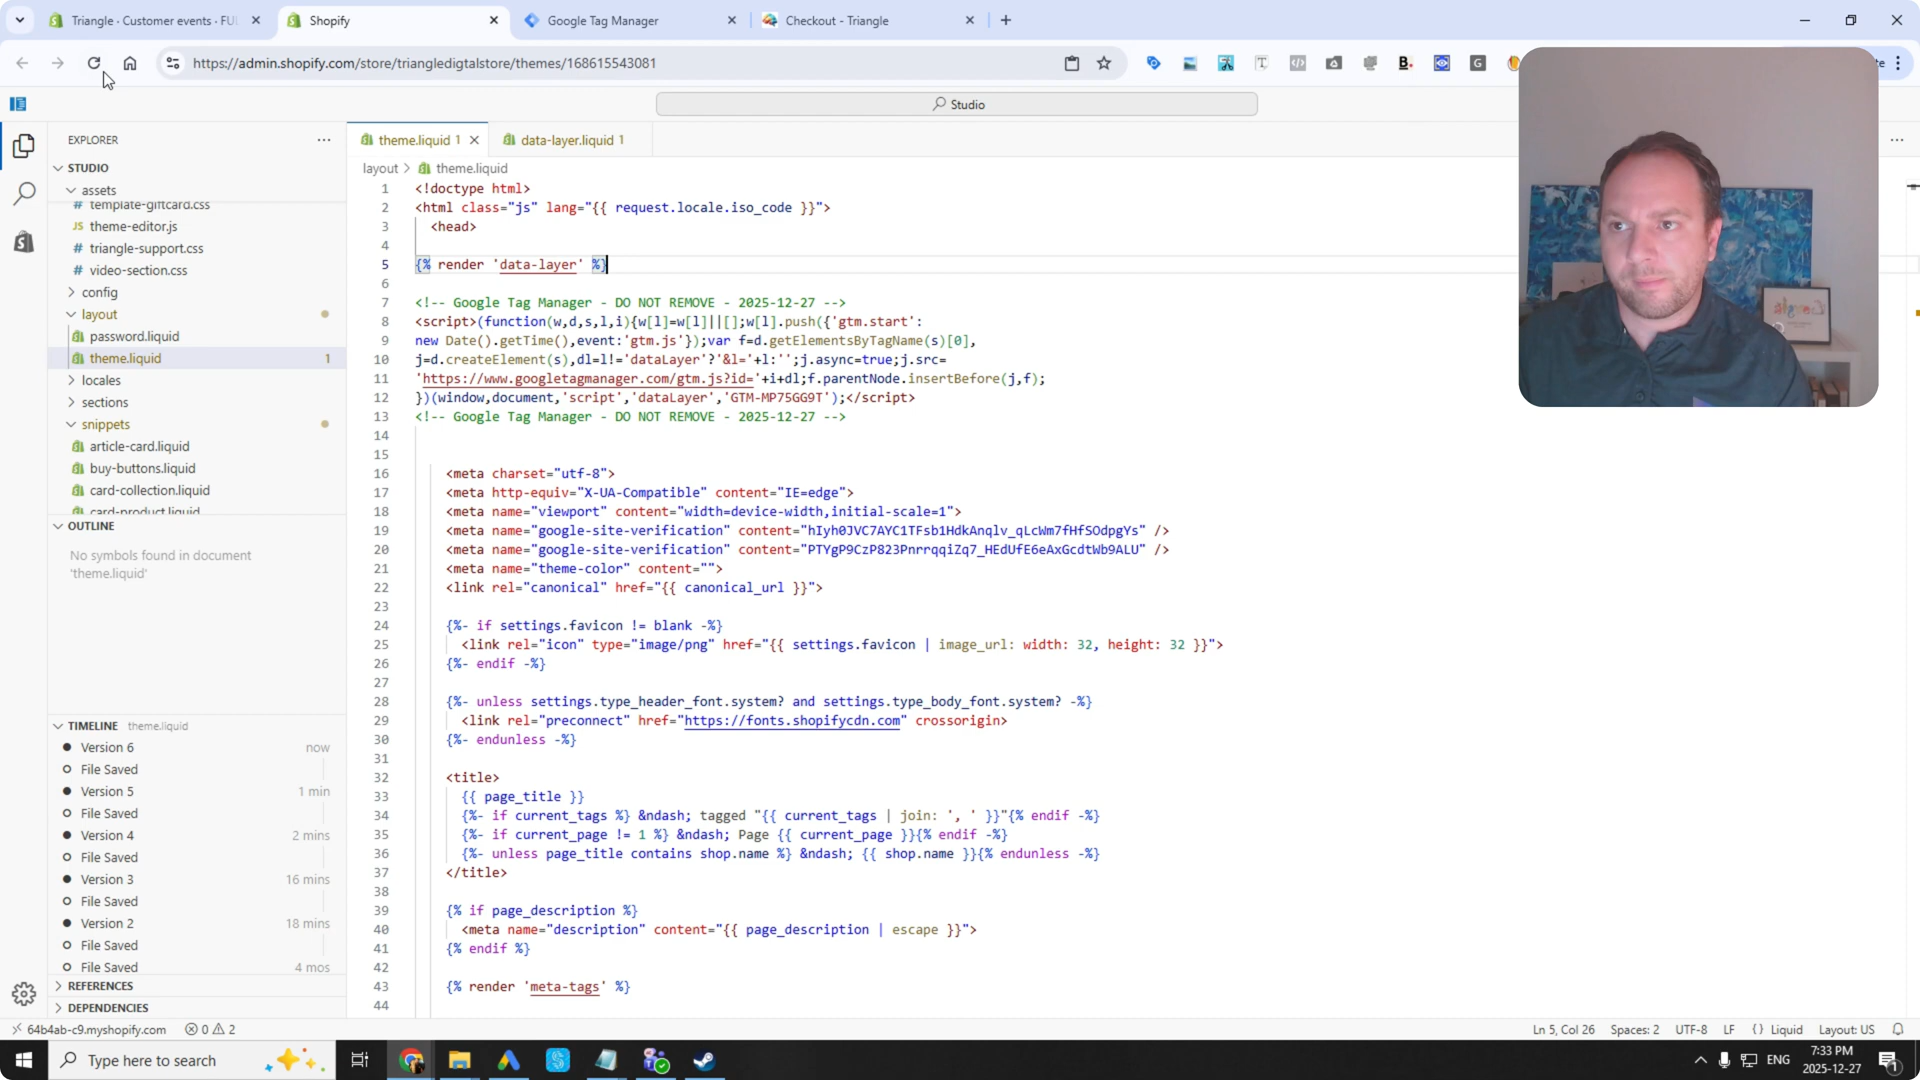 Triangle · Customer events · FUL
Shopify
Google Tag Manager
Checkout - Triangle
https://admin.shopify.com/store/triangledigtalstore/themes/168615543081
Studio
EXPLORER
STUDIO
assets
template-giftcard.css
theme-editor.js
triangle-support.css
video-section.css
config
layout
password.liquid
theme.liquid 1
locales
sections
snippets
article-card.liquid
buy-buttons.liquid
card-collection.liquid
card-product.liquid
OUTLINE
No symbols found in document
'theme.liquid'
TIMELINE theme.liquid
Version 6 now
File Saved
Version 5 1 min
File Saved
Version 4 2 mins
File Saved
Version 3 16 mins
File Saved
Version 2 18 mins
File Saved
File Saved 4 mos
REFERENCES
DEPENDENCIES
theme.liquid 1
data-layer.liquid 1
layout > theme.liquid
1 <!doctype html>
2 <html class="js" lang="{{ request.locale.iso_code }}">
3 <head>
4
5 {% render 'data-layer' %}
6
7 <!-- Google Tag Manager - DO NOT REMOVE - 2025-12-27 -->
8 <script>(function(w,d,s,l,i){w[l]=w[l]||[];w[l].push({'gtm.start':
9 new Date().getTime(),event:'gtm.js'});var f=d.getElementsByTagName(s)[0],
10 j=d.createElement(s),dl=l!='dataLayer'?'&l='+l:'';j.async=true;j.src=
11 'https://www.googletagmanager.com/gtm.js?id='+i+dl;f.parentNode.insertBefore(j,f);
12 })(window,document,'script','dataLayer','GTM-MP75GG9T');</script>
13 <!-- Google Tag Manager - DO NOT REMOVE - 2025-12-27 -->
14
15
16 <meta charset="utf-8">
17 <meta http-equiv="X-UA-Compatible" content="IE=edge">
18 <meta name="viewport" content="width=device-width,initial-scale=1">
19 <meta name="google-site-verification" content="hIyh0JVC7AYC1TFsb1HdkAnqlv_qLcWm7fHfSOdpgYs" />
20 <meta name="google-site-verification" content="PTYgP9CzP823PnrrqqiZq7_HEdUfE6eAxGcdtWb9ALU" />
21 <meta name="theme-color" content="">
22 <link rel="canonical" href="{{ canonical_url }}">
23
24 {%- if settings.favicon != blank -%}
25 <link rel="icon" type="image/png" href="{{ settings.favicon | image_url: width: 32, height: 32 }}">
26 {%- endif -%}
27
28 {%- unless settings.type_header_font.system? and settings.type_body_font.system? -%}
29 <link rel="preconnect" href="https://fonts.shopifycdn.com" crossorigin>
30 {%- endunless -%}
31
32 <title>
33 {{ page_title }}
34 {%- if current_tags %} &ndash; tagged "{{ current_tags | join: ', ' }}"{% endif -%}
35 {%- if current_page != 1 %} &ndash; Page {{ current_page }}{% endif -%}
36 {%- unless page_title contains shop.name %} &ndash; {{ shop.name }}{% endunless -%}
37 </title>
38
39 {% if page_description %}
40 <meta name="description" content="{{ page_description | escape }}">
41 {% endif %}
42
43 {% render 'meta-tags' %}
44
64b4ab-c9.myshopify.com 0 2
Ln 5, Col 26 Spaces: 2 UTF-8 LF {} Liquid Layout: US
Type here to search
ENG
7:33 PM
2025-12-27
1